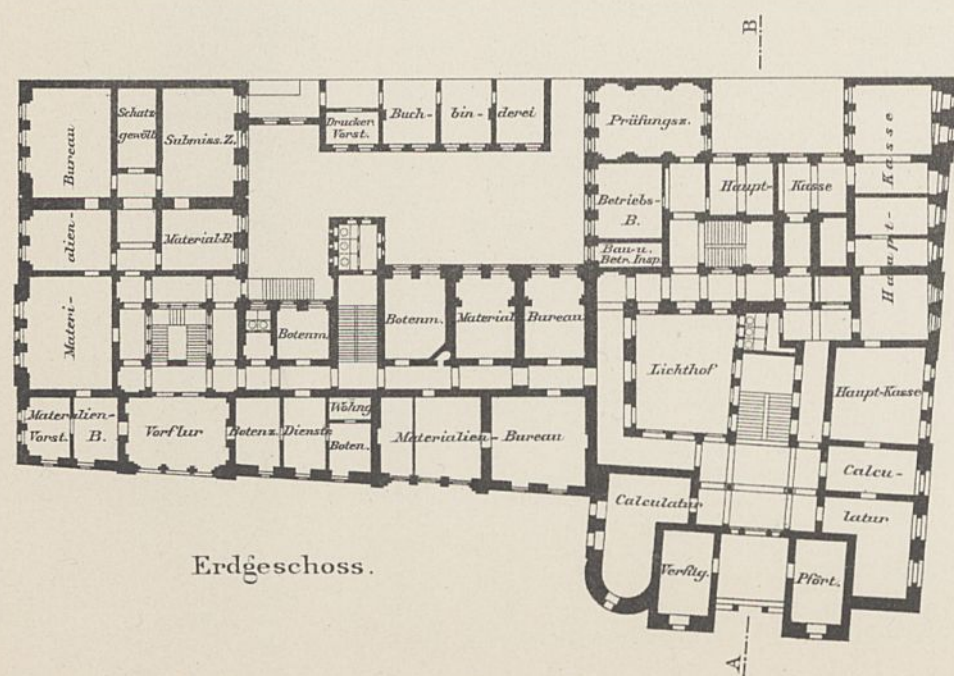 B
Bureau
Schatz
gewölb
Submiss. Z.
Drucker
Vorst.
Buch-
bin-
derei
Prüfungsz.
Kasse
Betriebs-
B.
Haupt-
Kasse
Bau- u.
Betr. Insp.
alien-
Material-B.
Haupt-
Materi-
Botenm.
Botenm.
Material
Bureau
Lichthof
Haupt-Kasse
Materialien-
Vorst.
B.
Vorflur
Botenz.
Dienstz
Wohng
Boten.
Materialien-Bureau
Calculatur
Calcu-
latur
Verfüg.
Pfört.
Erdgeschoss.
A